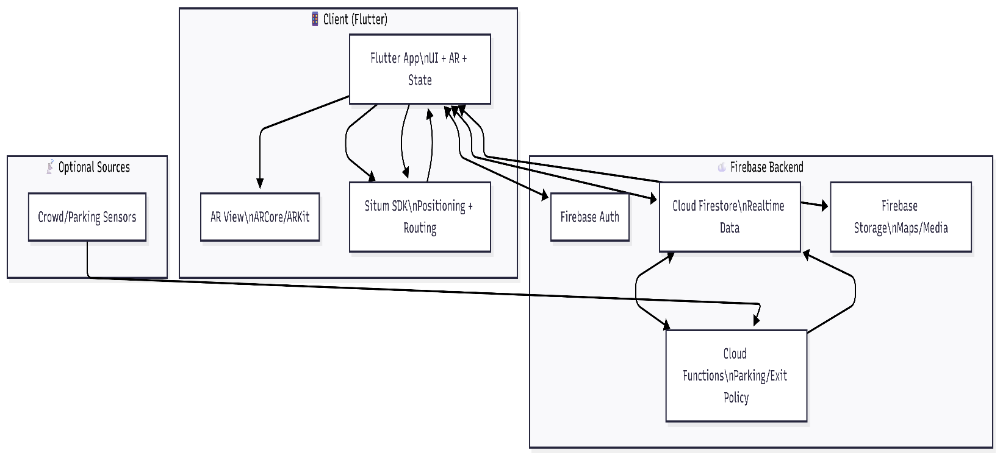 Client (Flutter)
Flutter App\nUI + AR +
State
Optional Sources
Crowd/Parking Sensors
AR View\nARCore/ARKit
Situm SDK\nPositioning +
Routing
Firebase Backend
Firebase Auth
Cloud Firestore\nRealtime
Data
Firebase
Storage\nMaps/Media
Cloud
Functions\nParking/Exit
Policy